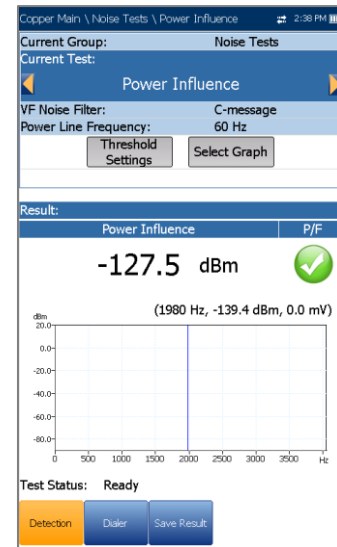 Copper Main \ Noise Tests \ Power Influence 2:38 PM
Current Group: Noise Tests
Current Test:
Power Influence
VF Noise Filter: C-message
Power Line Frequency: 60 Hz
Threshold Settings Select Graph
Result:
Power Influence P/F
-127.5 dBm
(1980 Hz, -139.4 dBm, 0.0 mV)
dBm
20.0
0.0
-20.0
-40.0
-60.0
-80.0
0 500 1000 1500 2000 2500 3000 3500 Hz
Test Status: Ready
Detection Dialer Save Result